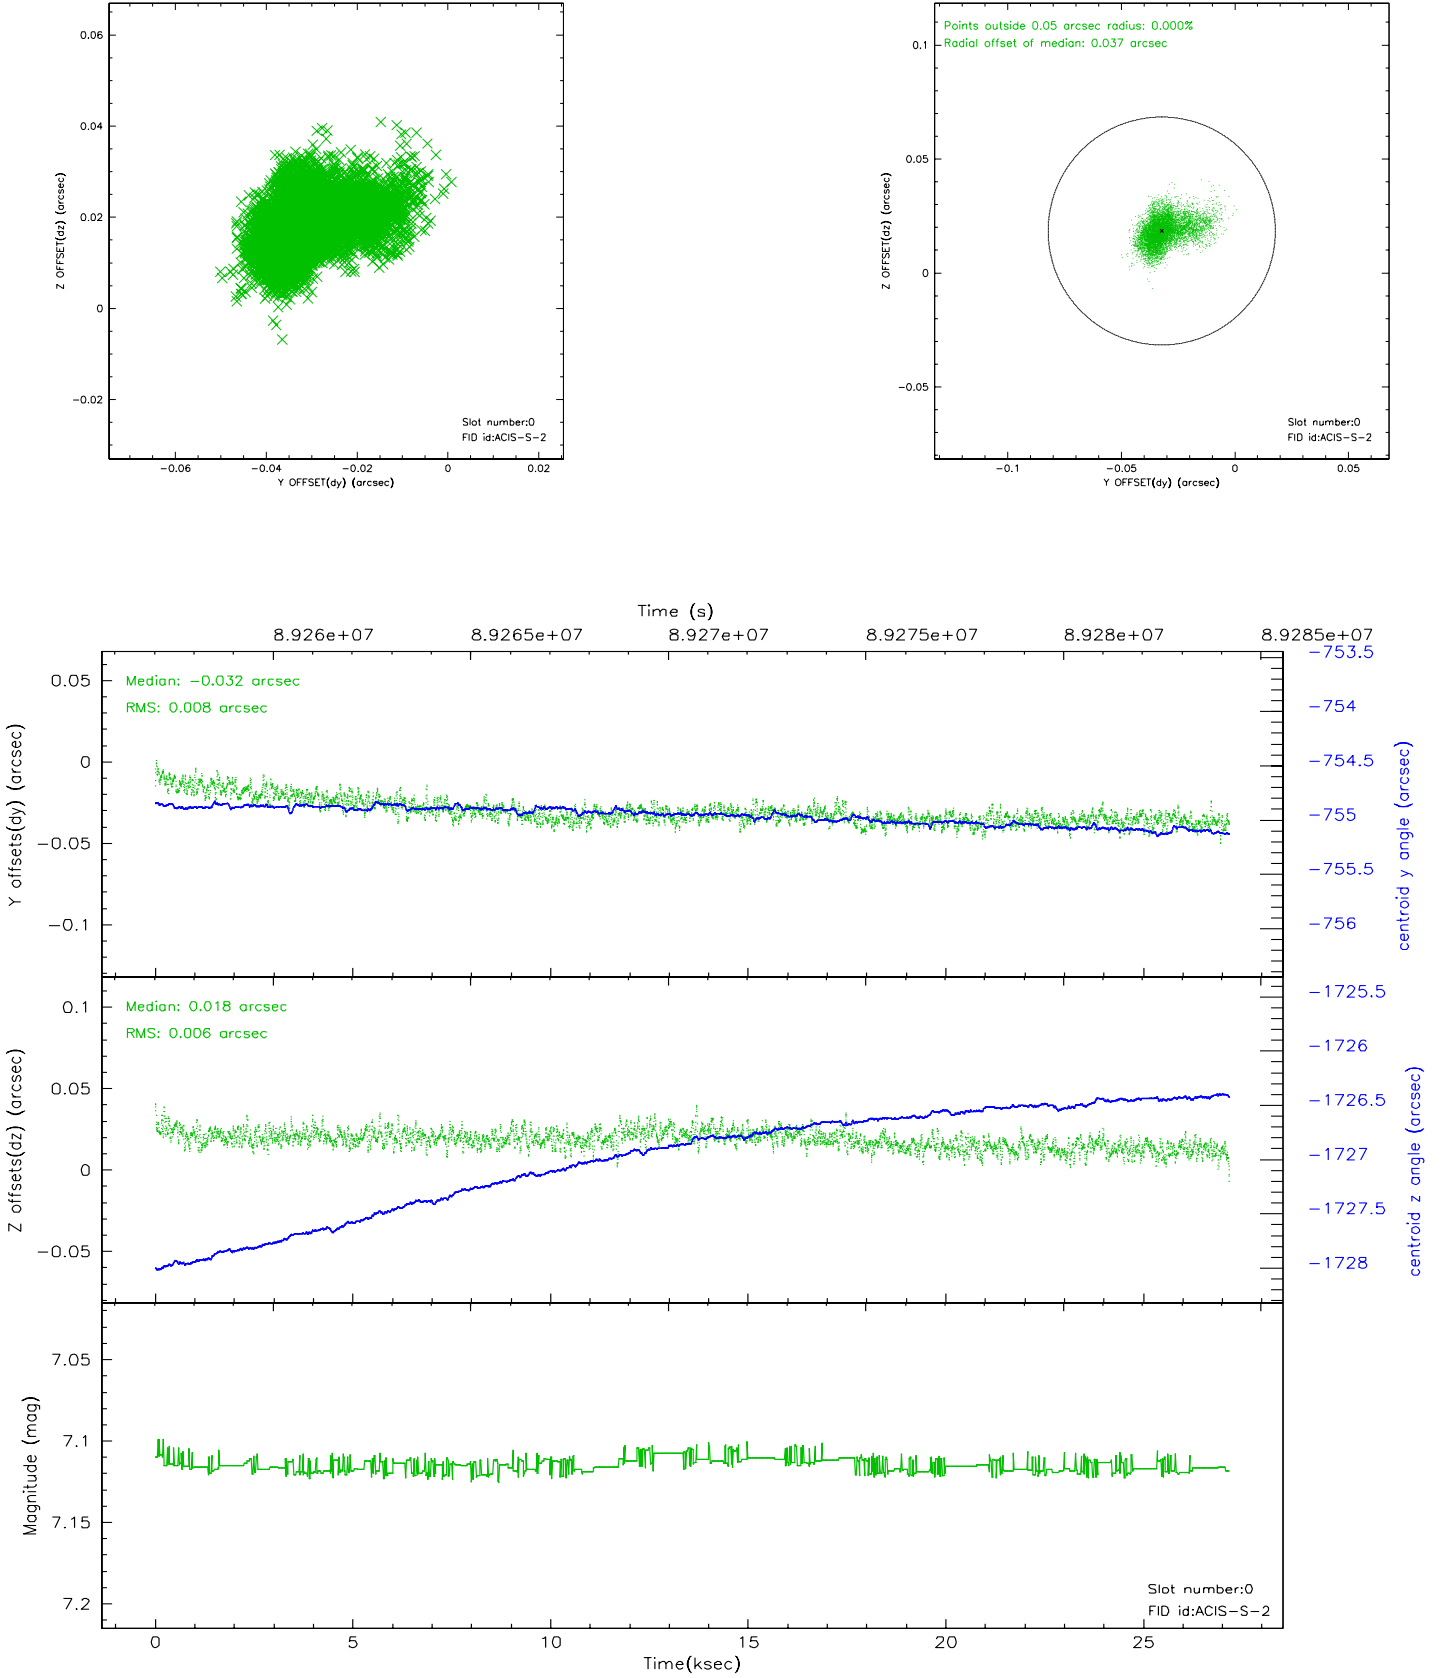 0.06
0.04
0.02
0
-0.02
Z OFFSET(dz) (arcsec)
Slot number:0
FID id:ACIS-S-2
-0.06 -0.04 -0.02 0 0.02
Y OFFSET(dy) (arcsec)
Points outside 0.05 arcsec radius: 0.000%
Radial offset of median: 0.037 arcsec
0.1
0.05
0
-0.05
Z OFFSET(dz) (arcsec)
Slot number:0
FID id:ACIS-S-2
-0.1 -0.05 0 0.05
Y OFFSET(dy) (arcsec)
Time (s)
8.926e+07 8.9265e+07 8.927e+07 8.9275e+07 8.928e+07 8.9285e+07
Median: -0.032 arcsec
RMS: 0.008 arcsec
0.05
0
-0.05
-0.1
Y offsets(dy) (arcsec)
-753.5
-754
-754.5
-755
-755.5
-756
centroid y angle (arcsec)
Median: 0.018 arcsec
RMS: 0.006 arcsec
0.1
0.05
0
-0.05
Z offsets(dz) (arcsec)
-1725.5
-1726
-1726.5
-1727
-1727.5
-1728
centroid z angle (arcsec)
7.05
7.1
7.15
7.2
Magnitude (mag)
Slot number:0
FID id:ACIS-S-2
0 5 10 15 20 25
Time(ksec)